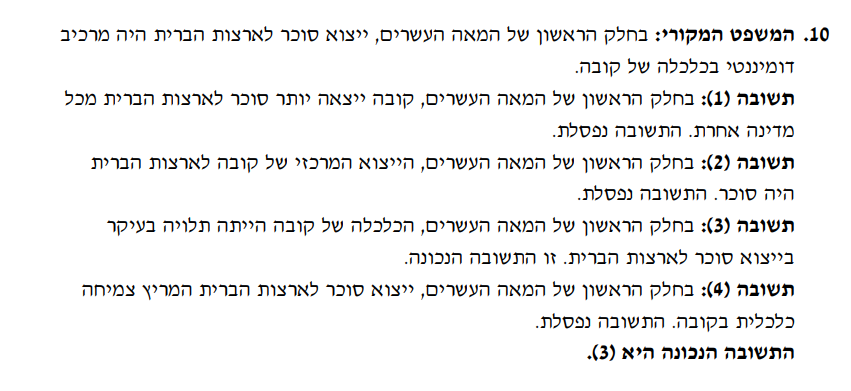 10. המשפט המקורי: בחלק הראשון של המאה העשרים, ייצוא סוכר לארצות הברית היה מרכיב
דומיננטי בכלכלה של קובה.
תשובה (1): בחלק הראשון של המאה העשרים, קובה ייצאה יותר סוכר לארצות הברית מכל
מדינה אחרת. התשובה נפסלת.
תשובה (2): בחלק הראשון של המאה העשרים, הייצוא המרכזי של קובה לארצות הברית
היה סוכר. התשובה נפסלת.
תשובה (3): בחלק הראשון של המאה העשרים, הכלכלה של קובה הייתה תלויה בעיקר
בייצוא סוכר לארצות הברית. זו התשובה הנכונה.
תשובה (4): בחלק הראשון של המאה העשרים, ייצוא סוכר לארצות הברית המריץ צמיחה
כלכלית בקובה. התשובה נפסלת.
התשובה הנכונה היא (3).